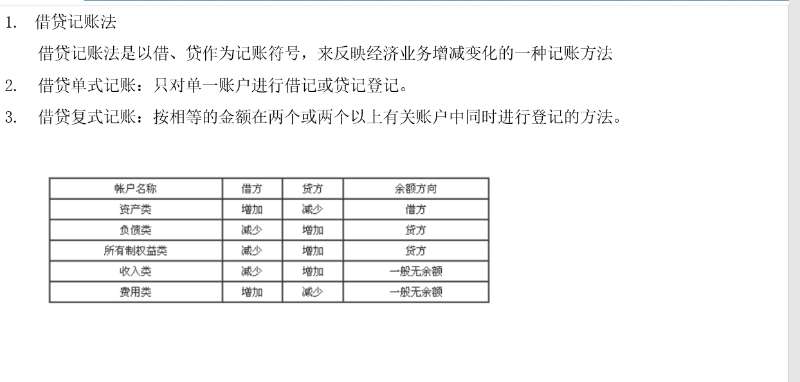 1. 借贷记账法
借贷记账法是以借、贷作为记账符号，来反映经济业务增减变化的一种记账方法
2. 借贷单式记账：只对单一账户进行借记或贷记登记。
3. 借贷复式记账：按相等的金额在两个或两个以上有关账户中同时进行登记的方法。
帐户名称 借方 贷方 余额方向
资产类 增加 减少 借方
负债类 减少 增加 贷方
所有制权益类 减少 增加 贷方
收入类 减少 增加 一般无余额
费用类 增加 减少 一般无余额